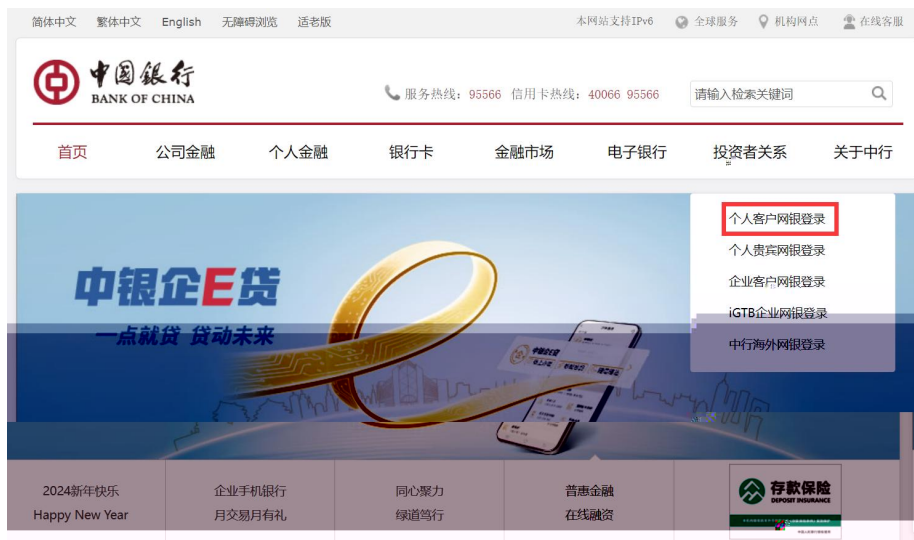 简体中文 繁体中文 English 无障碍浏览 适老版 本网站支持IPv6 全球服务 机构网点 在线客服
中国銀行
BANK OF CHINA
服务热线：95566 信用卡热线：40066 95566 请输入检索关键词
首页 公司金融 个人金融 银行卡 金融市场 电子银行 投资者关系 关于中行
个人客户网银登录
个人贵宾网银登录
企业客户网银登录
iGTB企业网银登录
中行海外网银登录
中银企E贷
一点就贷 贷动未来
中银企E贷
2024新年快乐
Happy New Year
企业手机银行
月交易月有礼
同心聚力
绿道笃行
普惠金融
在线融资
存款保险
DEPOSIT INSURANCE